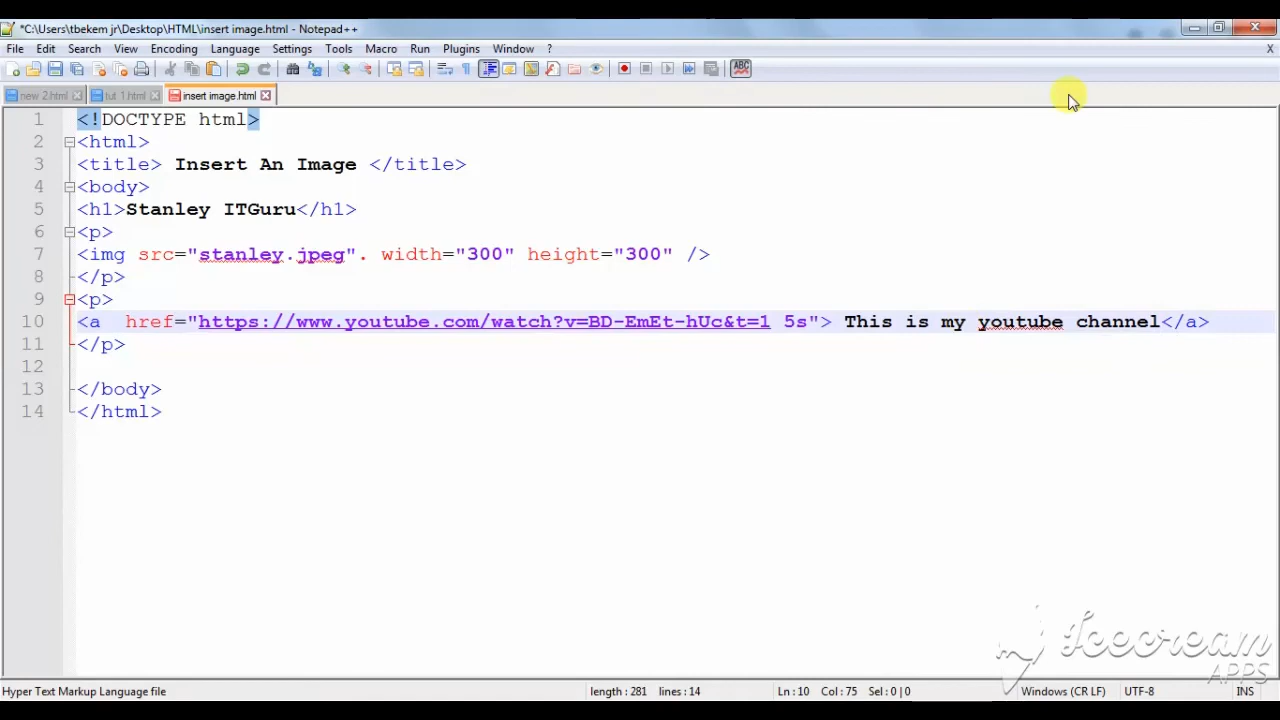 *C:\Users\tbekem jr\Desktop\HTML\insert image.html - Notepad++
File Edit Search View Encoding Language Settings Tools Macro Run Plugins Window ? X
new 2.html tut 1.html insert image.html
1 <!DOCTYPE html>
2 <html>
3 <title> Insert An Image </title>
4 <body>
5 <h1>Stanley ITGuru</h1>
6 <p>
7 <img src="stanley.jpeg". width="300" height="300" />
8 </p>
9 <p>
10 <a  href="https://www.youtube.com/watch?v=BD-EmEt-hUc&t=1 5s"> This is my youtube channel</a>
11 </p>
12
13 </body>
14 </html>
Icecream
APPS
Hyper Text Markup Language file length : 281 lines : 14 Ln : 10 Col : 75 Sel : 0 | 0 Windows (CR LF) UTF-8 INS